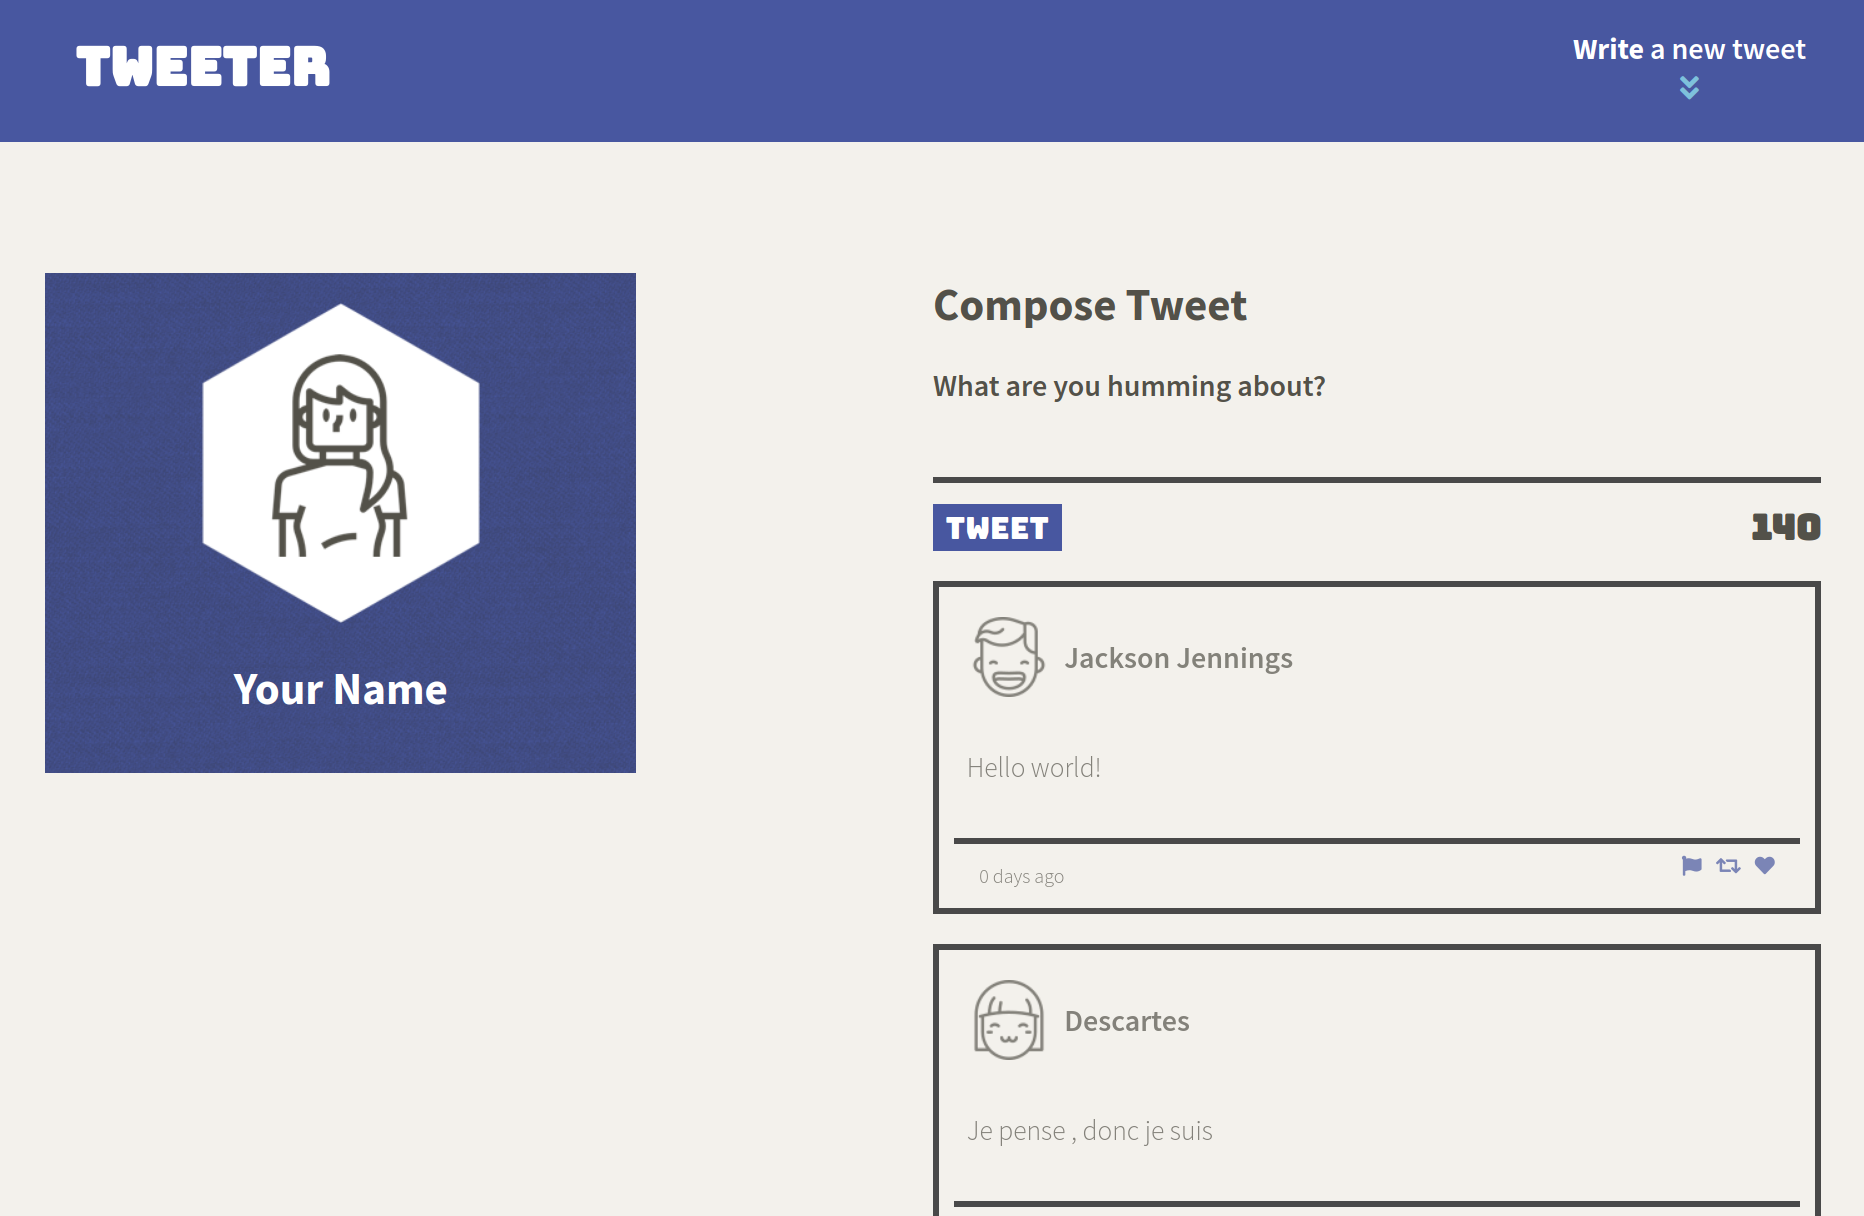 TWEETER
Write a new tweet
Your Name
Compose Tweet
What are you humming about?
TWEET
140
Jackson Jennings
Hello world!
0 days ago
Descartes
Je pense , donc je suis